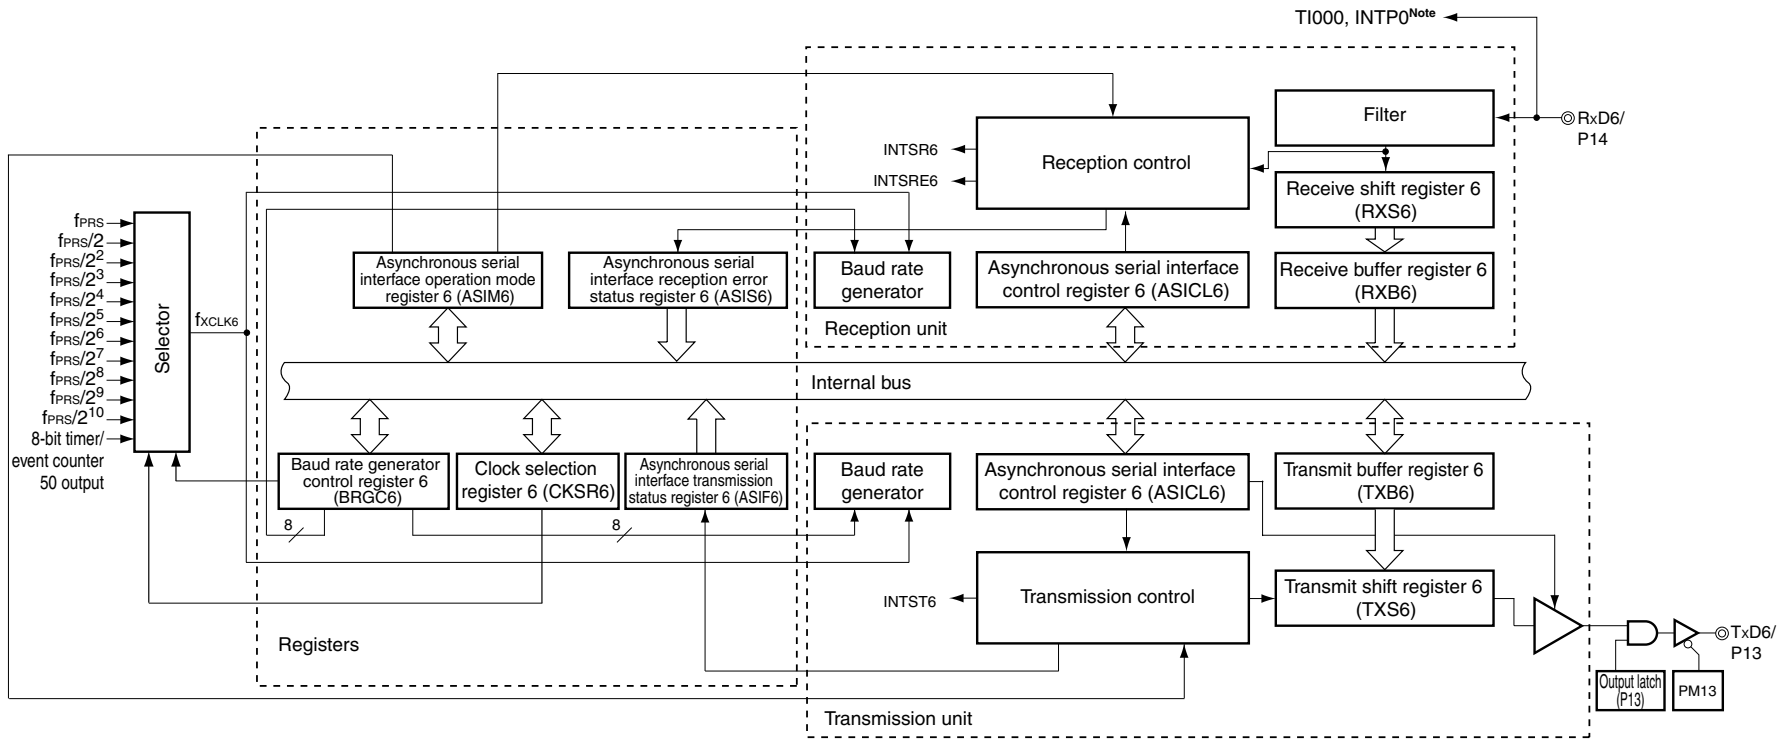 TI000, INTP0Note
Filter
RxD6/
P14
INTSR6
INTSRE6
Reception control
Receive shift register 6
(RXS6)
fPRS
fPRS/2
fPRS/2²
fPRS/2³
fPRS/2⁴
fPRS/2⁵
fPRS/2⁶
fPRS/2⁷
fPRS/2⁸
fPRS/2⁹
fPRS/2¹⁰
8-bit timer/
event counter
50 output
Selector
fXCLK6
Asynchronous serial
interface operation mode
register 6 (ASIM6)
Asynchronous serial
interface reception error
status register 6 (ASIS6)
Baud rate
generator
Asynchronous serial interface
control register 6 (ASICL6)
Receive buffer register 6
(RXB6)
Reception unit
Internal bus
Baud rate generator
control register 6
(BRGC6)
Clock selection
register 6 (CKSR6)
Asynchronous serial
interface transmission
status register 6 (ASIF6)
Baud rate
generator
Asynchronous serial interface
control register 6 (ASICL6)
Transmit buffer register 6
(TXB6)
8
8
INTST6
Transmission control
Transmit shift register 6
(TXS6)
Registers
TxD6/
P13
Output latch
(P13)
PM13
Transmission unit